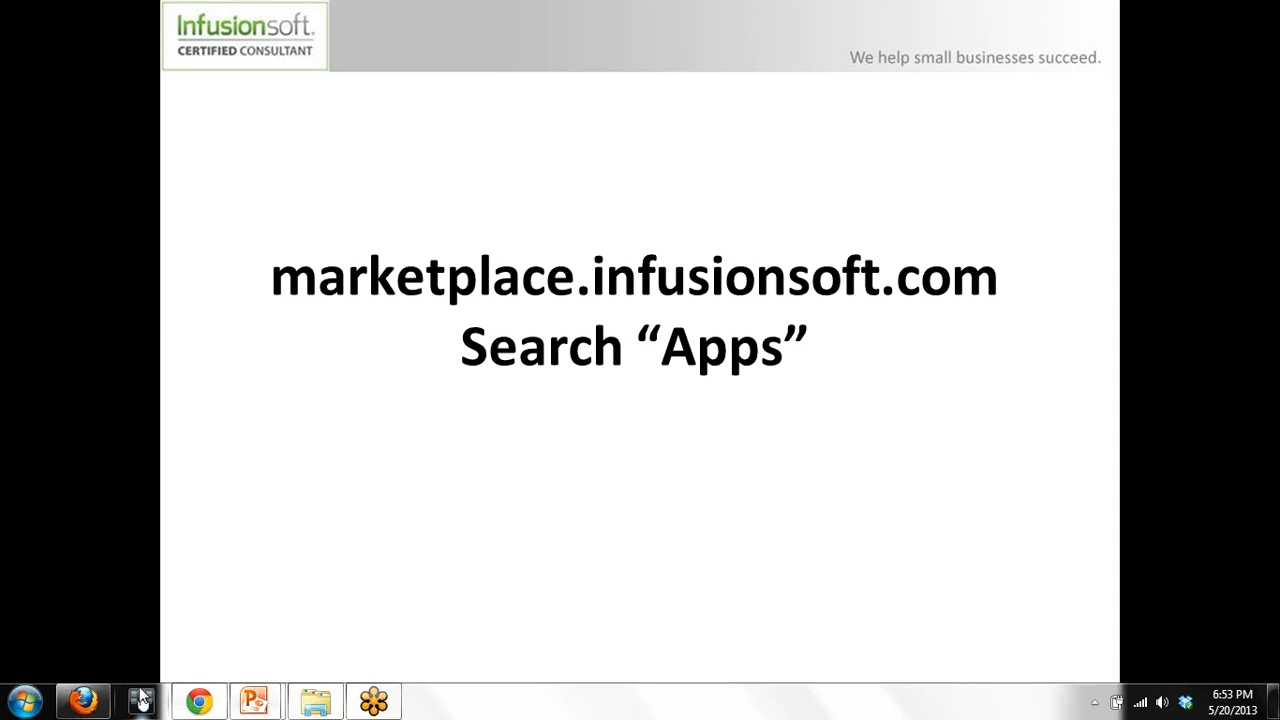 Infusionsoft.
CERTIFIED CONSULTANT
We help small businesses succeed.
marketplace.infusionsoft.com
Search “Apps”
6:53 PM
5/20/2013